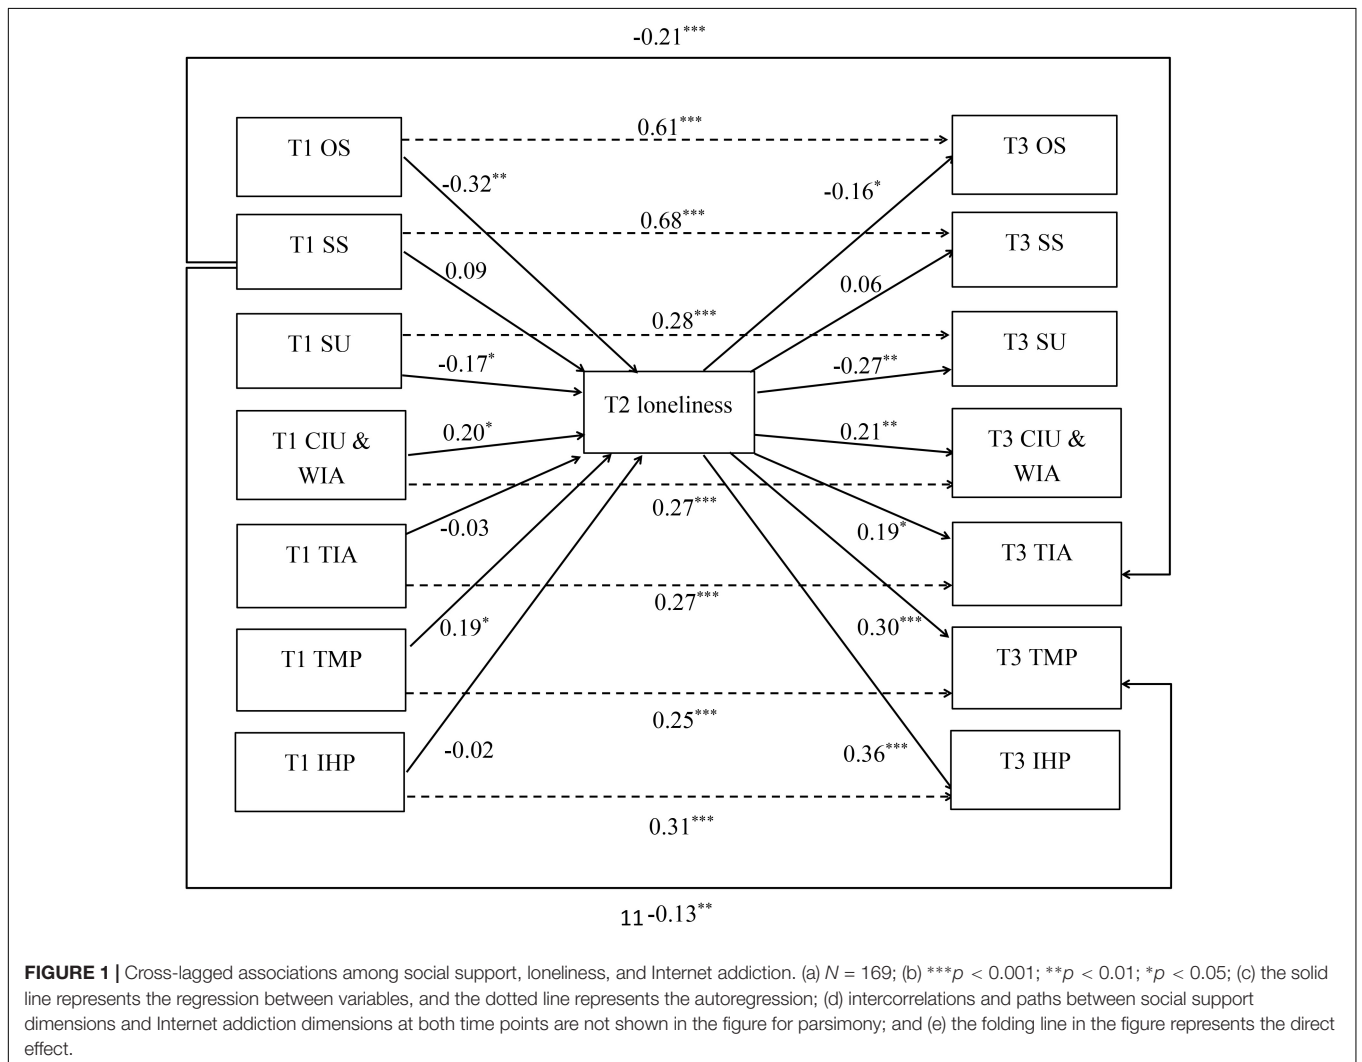 -0.21***
T1 OS
0.61***
T3 OS
-0.32**
-0.16*
T1 SS
0.68***
T3 SS
0.09
0.06
T1 SU
0.28***
T3 SU
-0.17*
-0.27**
T2 loneliness
T1 CIU &
WIA
0.20*
0.21**
T3 CIU &
WIA
0.27***
T1 TIA
-0.03
0.19*
T3 TIA
0.27***
T1 TMP
0.19*
0.30***
T3 TMP
0.25***
T1 IHP
-0.02
0.36***
T3 IHP
0.31***
11 -0.13**
FIGURE 1 | Cross-lagged associations among social support, loneliness, and Internet addiction. (a) N = 169; (b) ***p < 0.001; **p < 0.01; *p < 0.05; (c) the solid
line represents the regression between variables, and the dotted line represents the autoregression; (d) intercorrelations and paths between social support
dimensions and Internet addiction dimensions at both time points are not shown in the figure for parsimony; and (e) the folding line in the figure represents the direct
effect.